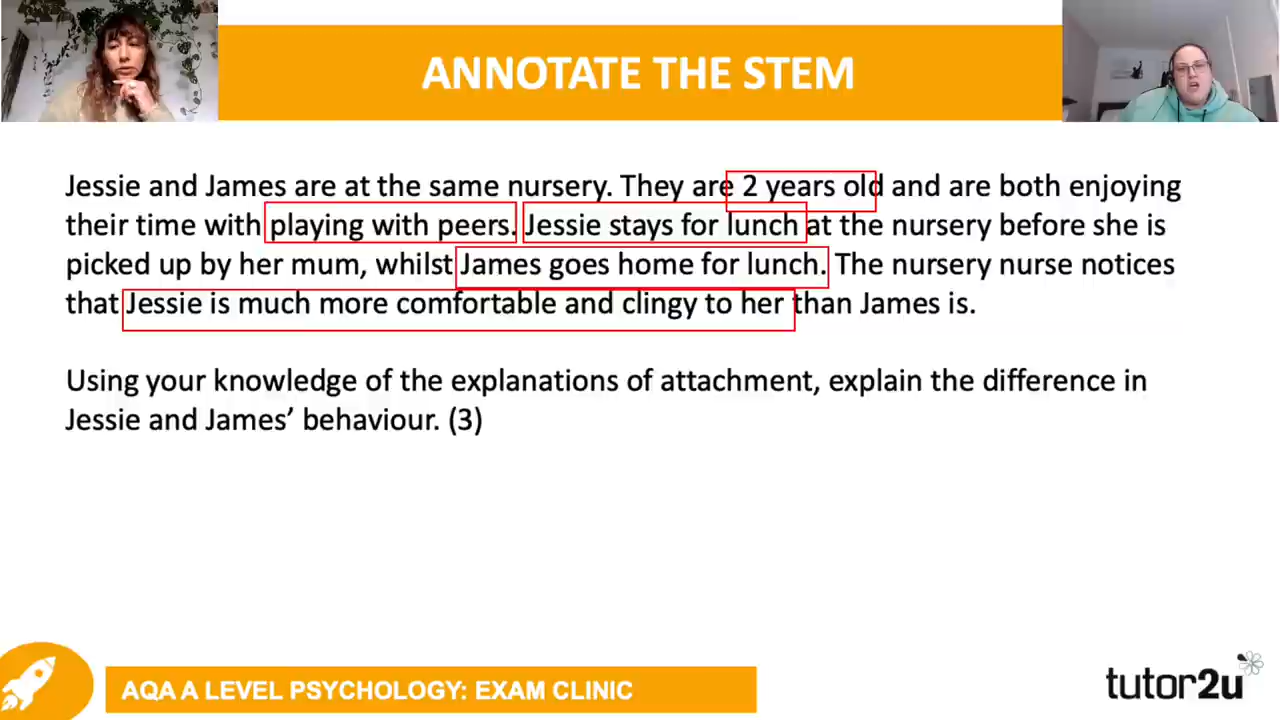 ANNOTATE THE STEM
Jessie and James are at the same nursery. They are 2 years old and are both enjoying
their time with playing with peers. Jessie stays for lunch at the nursery before she is
picked up by her mum, whilst James goes home for lunch. The nursery nurse notices
that Jessie is much more comfortable and clingy to her than James is.
Using your knowledge of the explanations of attachment, explain the difference in
Jessie and James’ behaviour. (3)
AQA A LEVEL PSYCHOLOGY: EXAM CLINIC
tutor2u